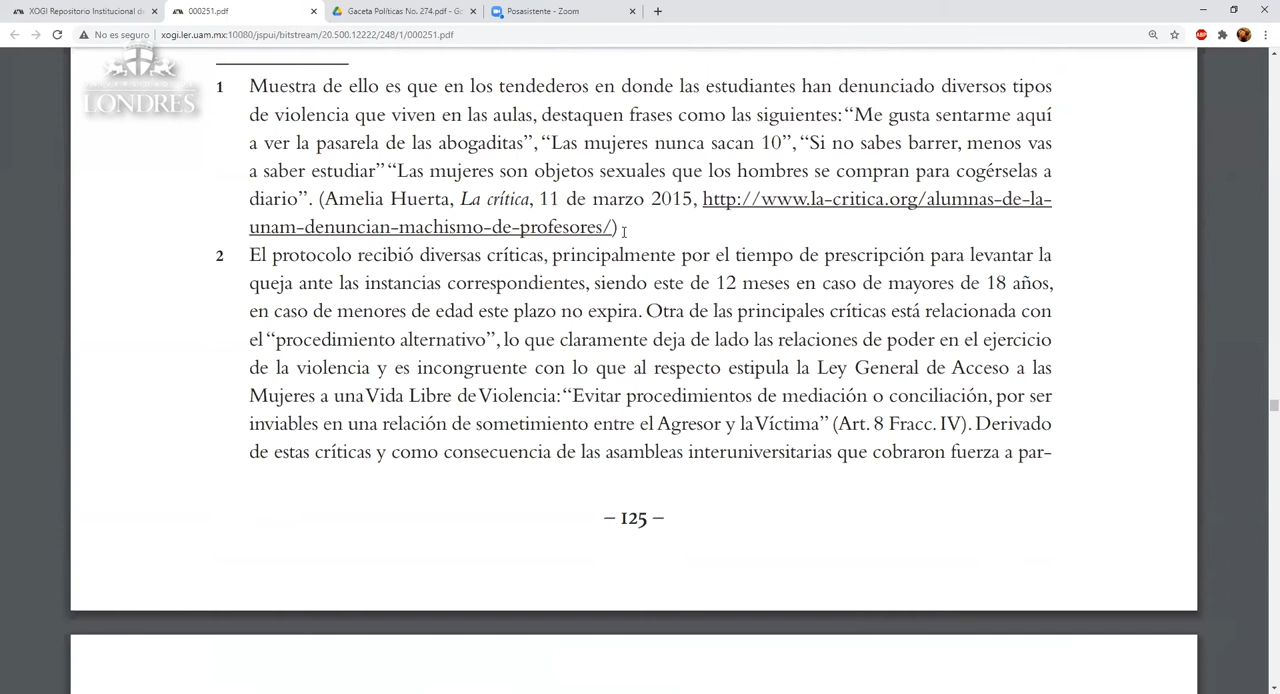 XOGI Repositorio Institucional de
000251.pdf
Gaceta Políticas No. 274.pdf - Go
Posasistente - Zoom
No es seguro
xogi.ler.uam.mx:10080/jspui/bitstream/20.500.12222/248/1/000251.pdf
ABP
LONDRES
1 Muestra de ello es que en los tendederos en donde las estudiantes han denunciado diversos tipos
de violencia que viven en las aulas, destaquen frases como las siguientes: “Me gusta sentarme aquí
a ver la pasarela de las abogaditas”, “Las mujeres nunca sacan 10”, “Si no sabes barrer, menos vas
a saber estudiar” “Las mujeres son objetos sexuales que los hombres se compran para cogérselas a
diario”. (Amelia Huerta, La crítica, 11 de marzo 2015, http://www.la-critica.org/alumnas-de-la-
unam-denuncian-machismo-de-profesores/)
2 El protocolo recibió diversas críticas, principalmente por el tiempo de prescripción para levantar la
queja ante las instancias correspondientes, siendo este de 12 meses en caso de mayores de 18 años,
en caso de menores de edad este plazo no expira. Otra de las principales críticas está relacionada con
el “procedimiento alternativo”, lo que claramente deja de lado las relaciones de poder en el ejercicio
de la violencia y es incongruente con lo que al respecto estipula la Ley General de Acceso a las
Mujeres a una Vida Libre de Violencia: “Evitar procedimientos de mediación o conciliación, por ser
inviables en una relación de sometimiento entre el Agresor y la Víctima” (Art. 8 Fracc. IV). Derivado
de estas críticas y como consecuencia de las asambleas interuniversitarias que cobraron fuerza a par-
– 125 –